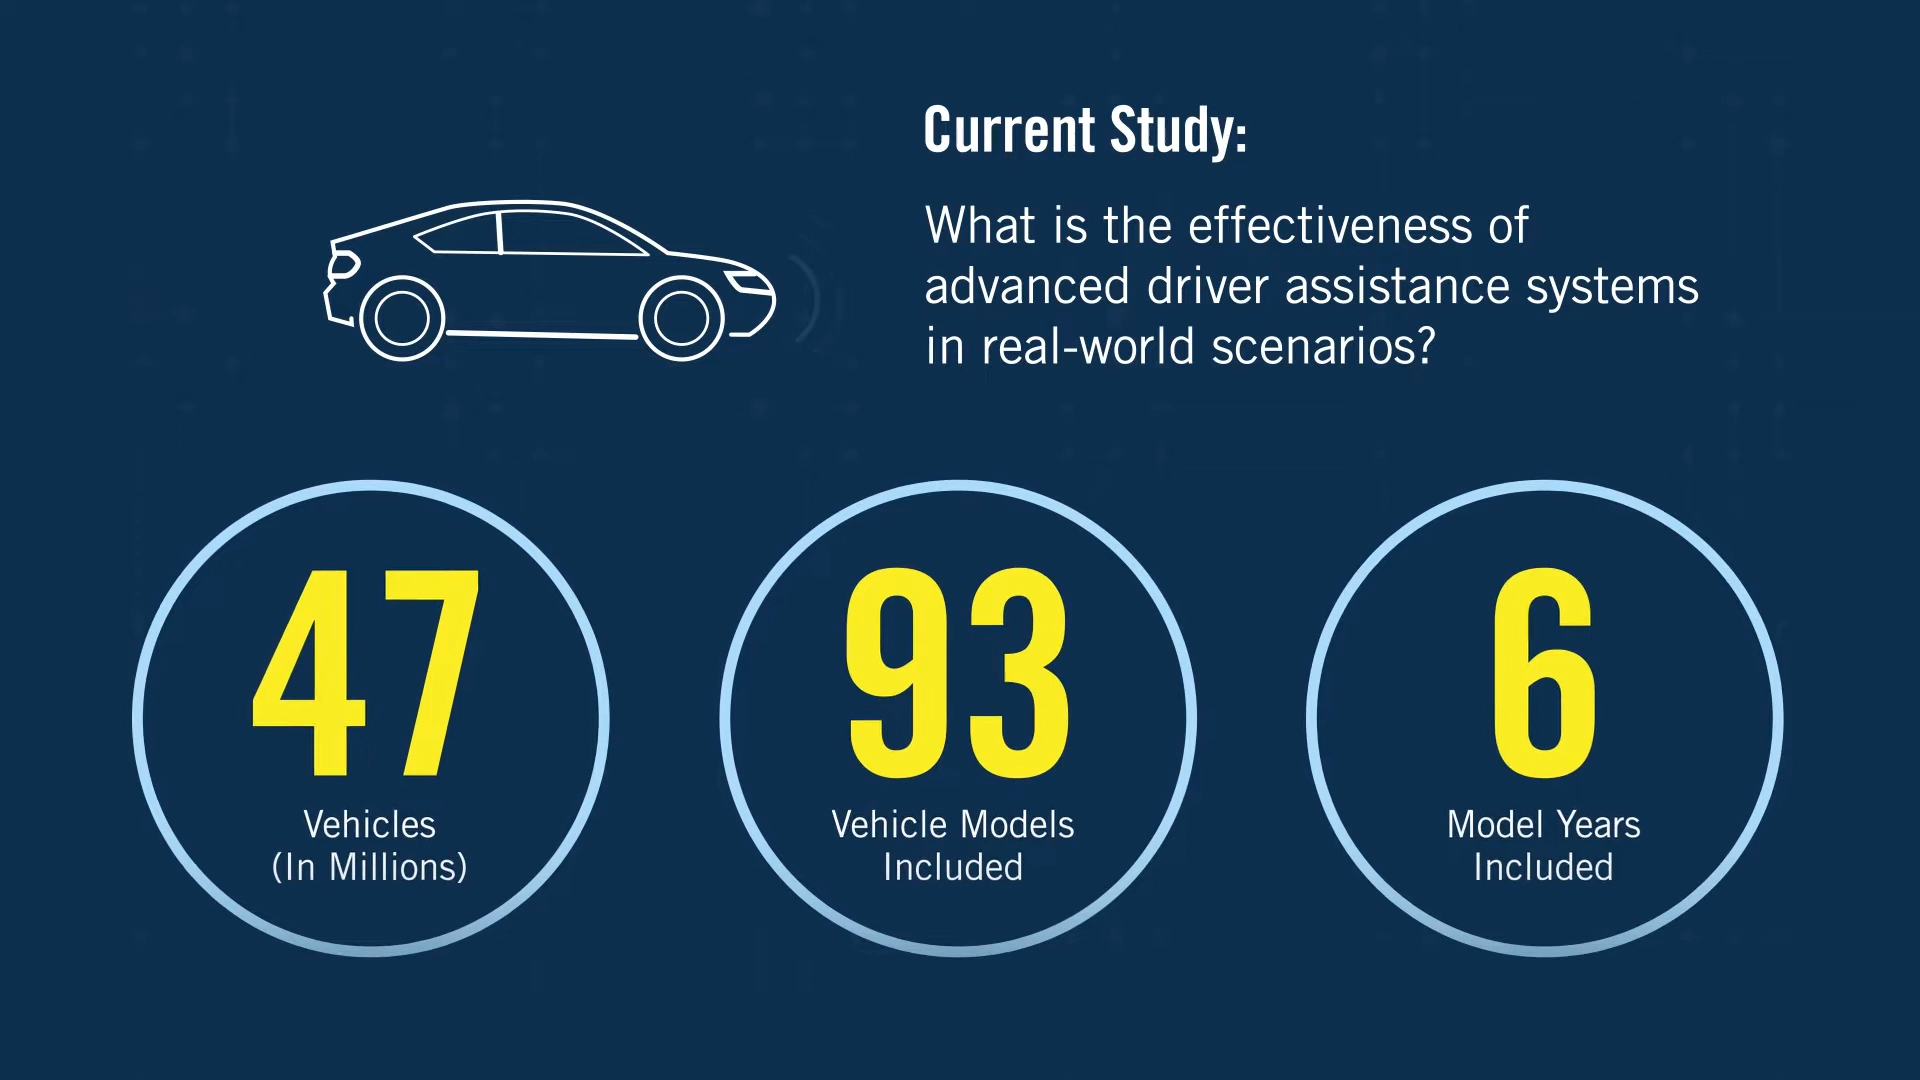 Current Study:
What is the effectiveness of
advanced driver assistance systems
in real-world scenarios?
47
Vehicles
(In Millions)
93
Vehicle Models
Included
6
Model Years
Included